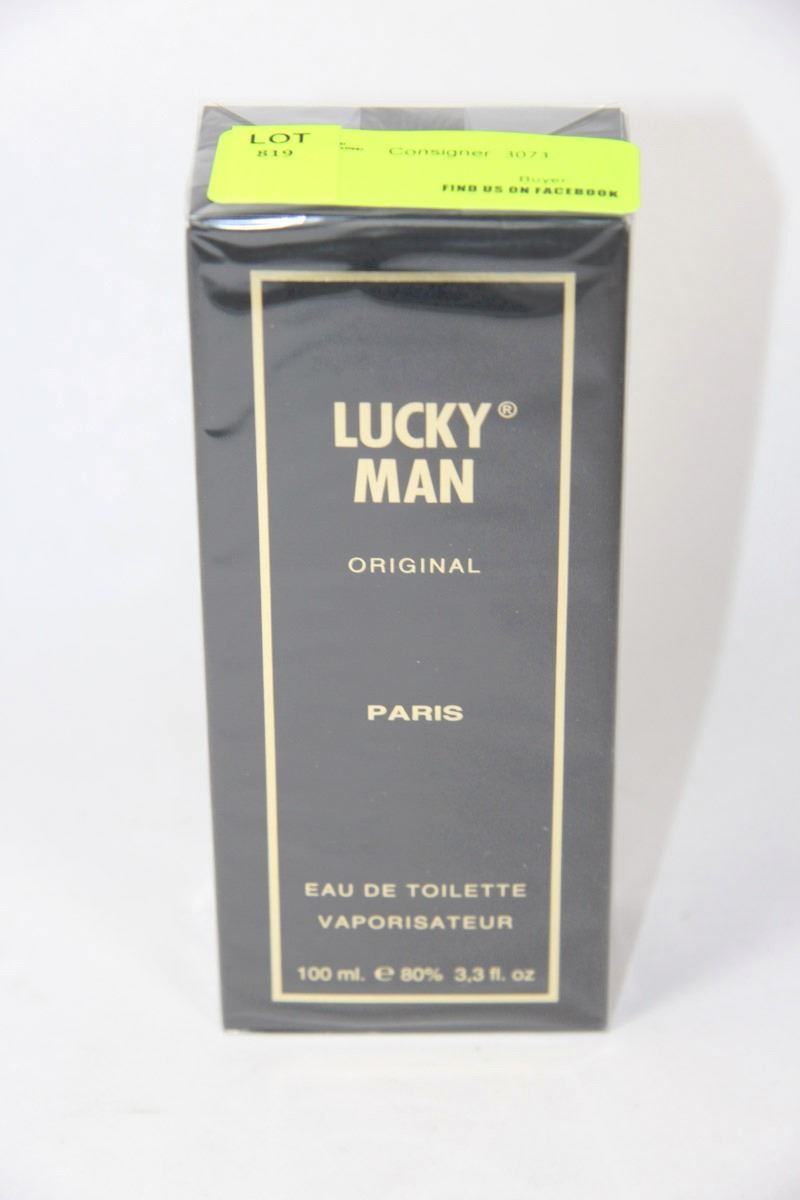 LOT
819
Consigner 3073
Buyer
FIND US ON FACEBOOK
LUCKY®
MAN
ORIGINAL
PARIS
EAU DE TOILETTE
VAPORISATEUR
100 ml. ℮ 80% 3,3 fl. oz